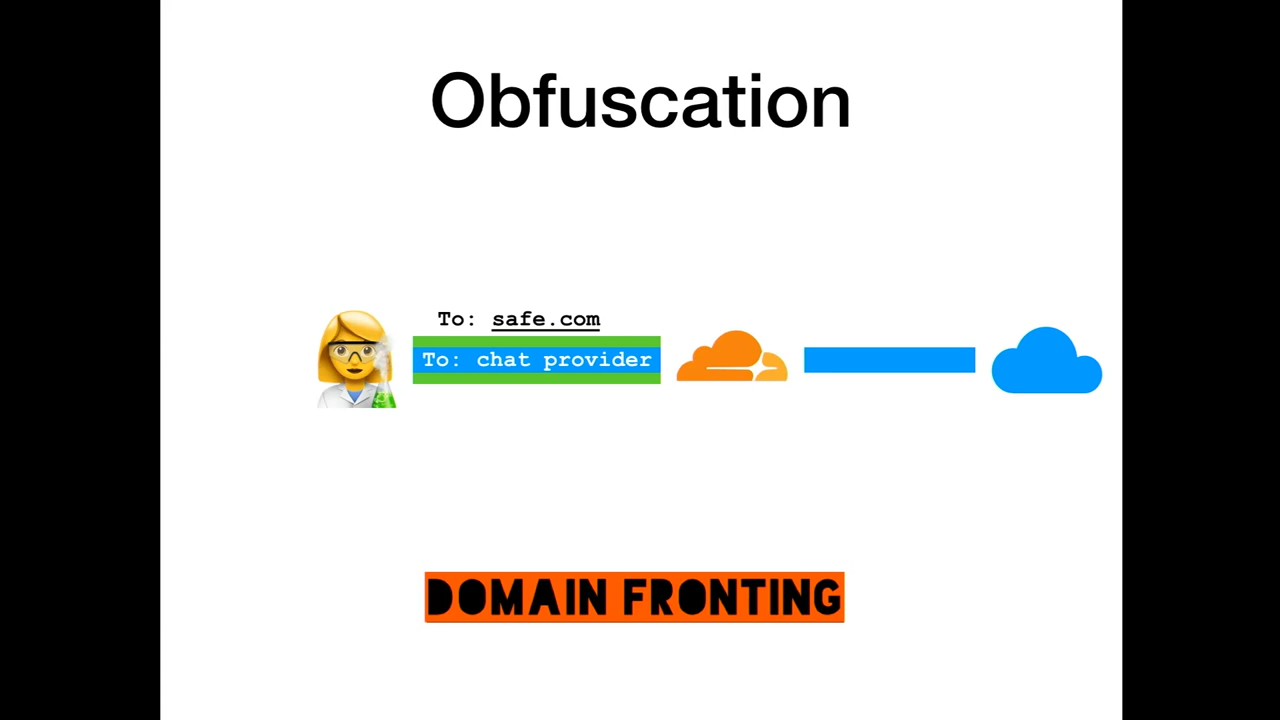 Obfuscation
To: safe.com
To: chat provider
DOMAIN FRONTING